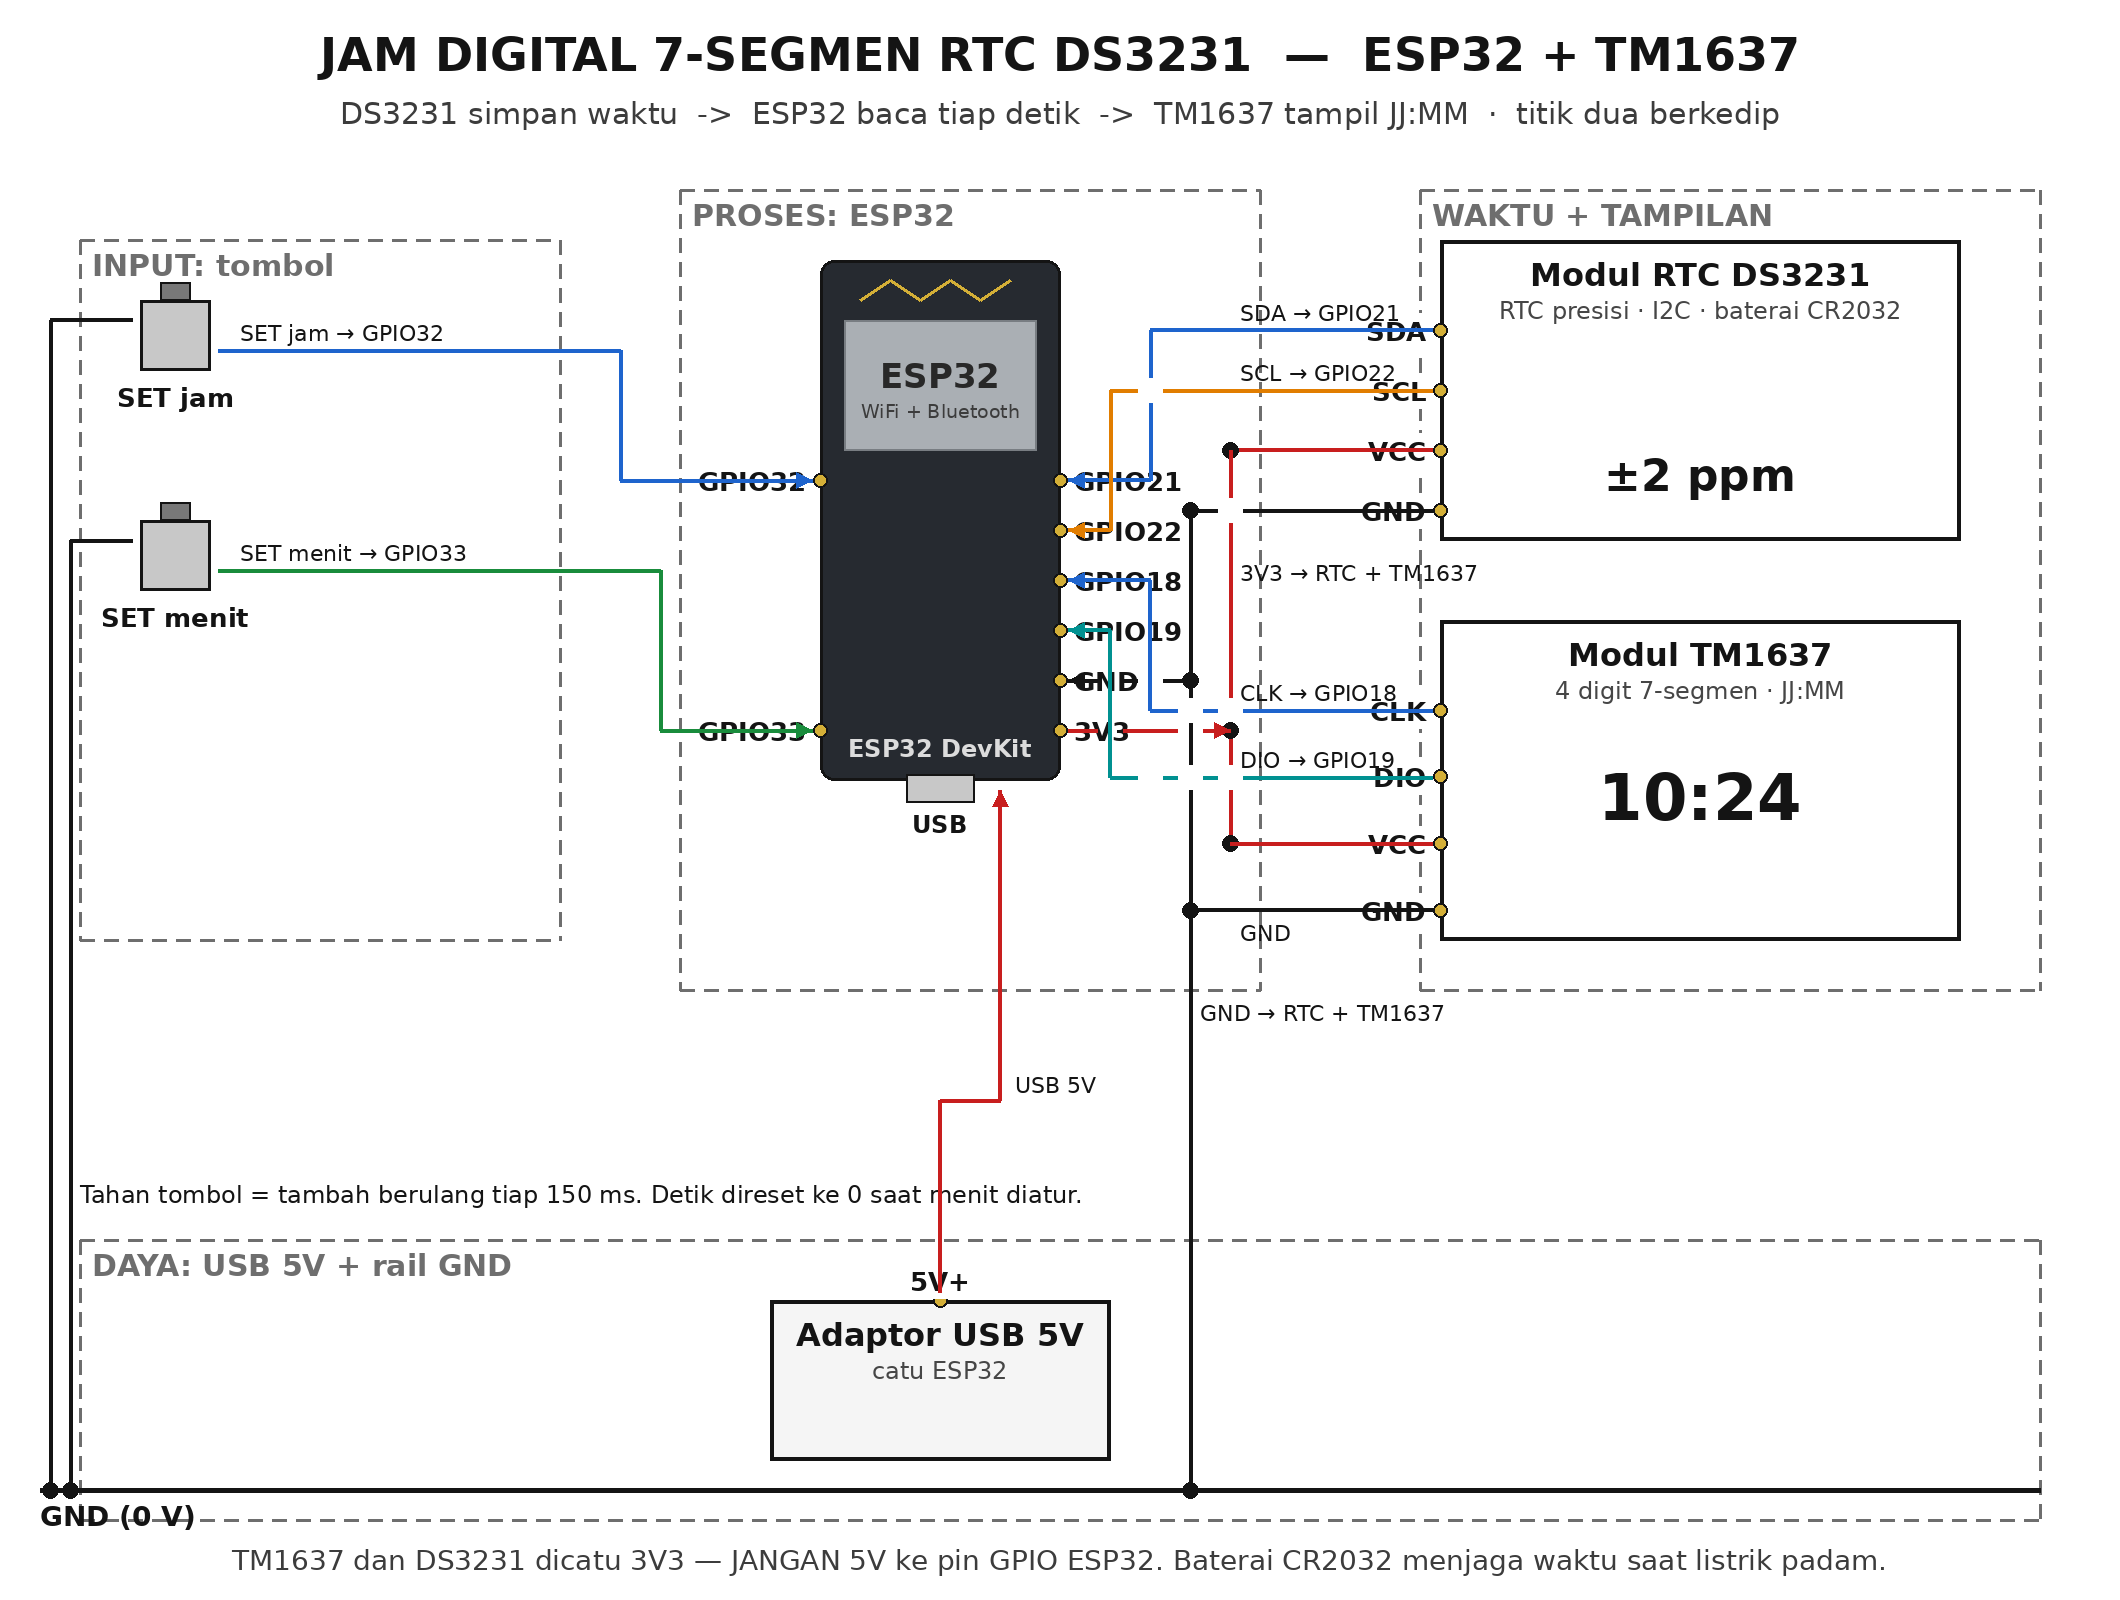 JAM DIGITAL 7-SEGMEN RTC DS3231 — ESP32 + TM1637
DS3231 simpan waktu -> ESP32 baca tiap detik -> TM1637 tampil JJ:MM · titik dua berkedip
INPUT: tombol
SET jam → GPIO32
SET jam
SET menit → GPIO33
SET menit
PROSES: ESP32
ESP32
WiFi + Bluetooth
GPIO32
GPIO33
GPIO21
GPIO22
GPIO18
GPIO19
GND
3V3
ESP32 DevKit
USB
WAKTU + TAMPILAN
Modul RTC DS3231
RTC presisi · I2C · baterai CR2032
±2 ppm
SDA → GPIO21
SDA
SCL → GPIO22
SCL
VCC
GND
3V3 → RTC + TM1637
Modul TM1637
4 digit 7-segmen · JJ:MM
10:24
CLK → GPIO18
CLK
DIO → GPIO19
DIO
VCC
GND
GND
GND → RTC + TM1637
USB 5V
Tahan tombol = tambah berulang tiap 150 ms. Detik direset ke 0 saat menit diatur.
DAYA: USB 5V + rail GND
5V+
Adaptor USB 5V
catu ESP32
GND (0 V)
TM1637 dan DS3231 dicatu 3V3 — JANGAN 5V ke pin GPIO ESP32. Baterai CR2032 menjaga waktu saat listrik padam.